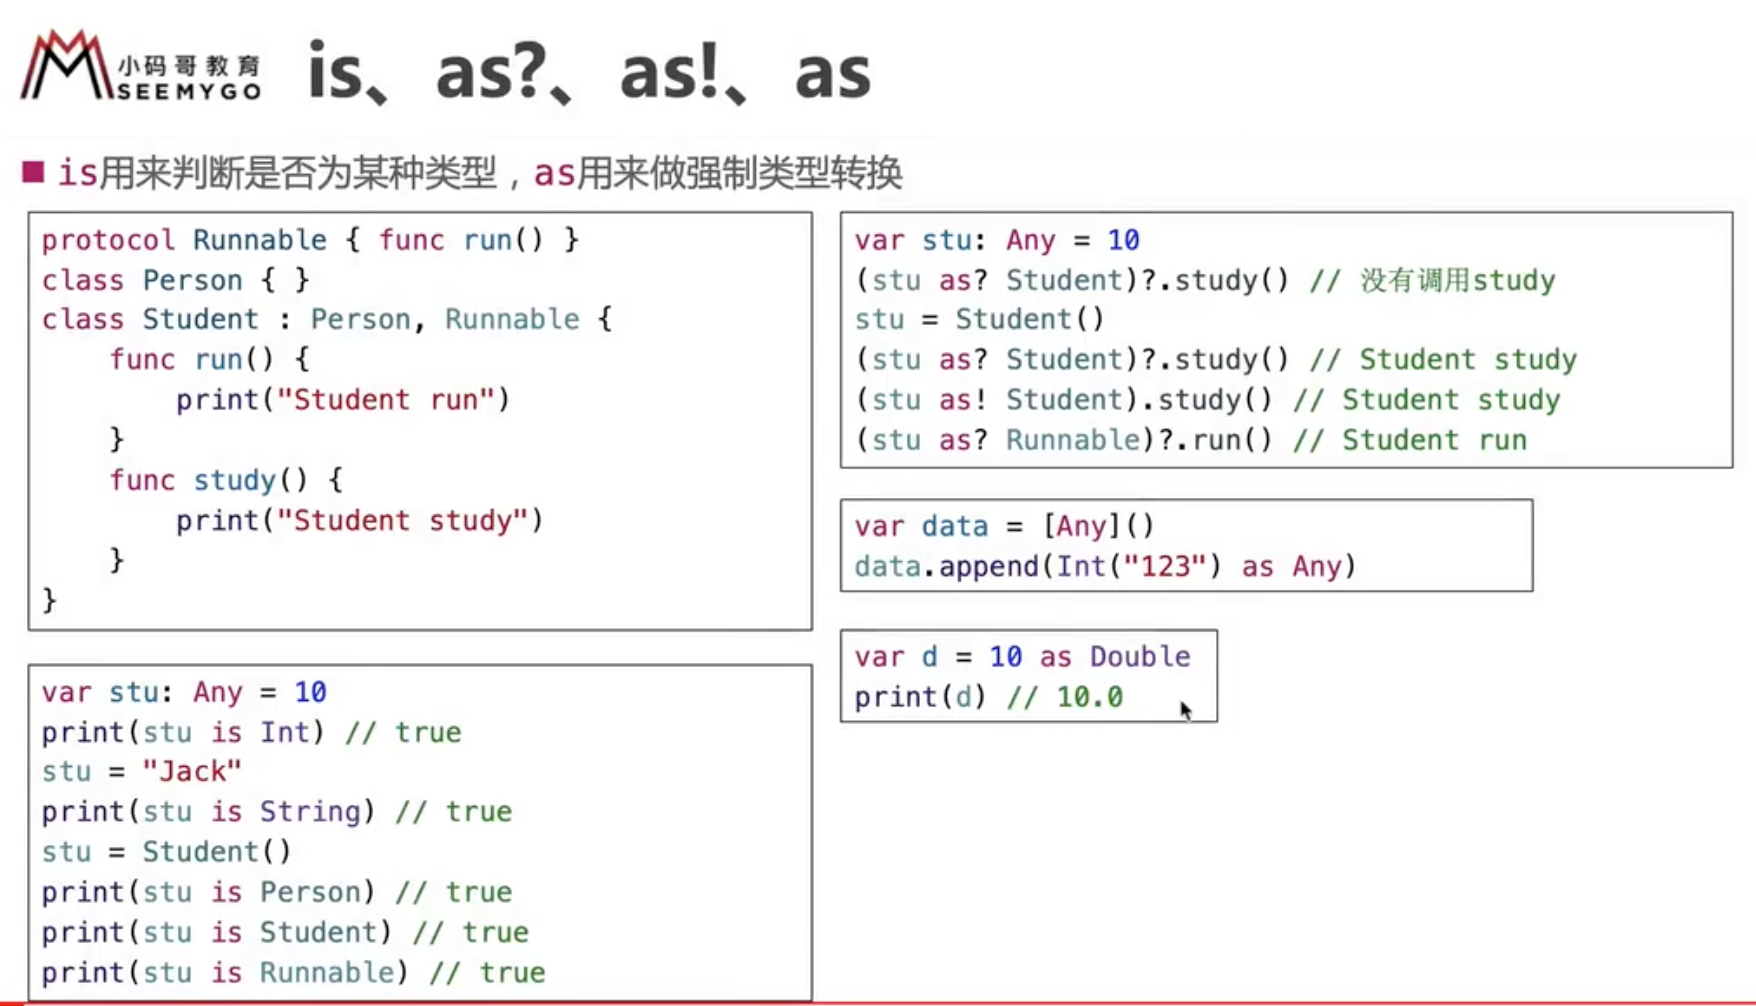 小码哥教育
SEEMYGO
is、as?、as!、as
is用来判断是否为某种类型，as用来做强制类型转换
protocol Runnable { func run() }
class Person { }
class Student : Person, Runnable {
    func run() {
        print("Student run")
    }
    func study() {
        print("Student study")
    }
}
var stu: Any = 10
print(stu is Int) // true
stu = "Jack"
print(stu is String) // true
stu = Student()
print(stu is Person) // true
print(stu is Student) // true
print(stu is Runnable) // true
var stu: Any = 10
(stu as? Student)?.study() // 没有调用study
stu = Student()
(stu as? Student)?.study() // Student study
(stu as! Student).study() // Student study
(stu as? Runnable)?.run() // Student run
var data = [Any]()
data.append(Int("123") as Any)
var d = 10 as Double
print(d) // 10.0